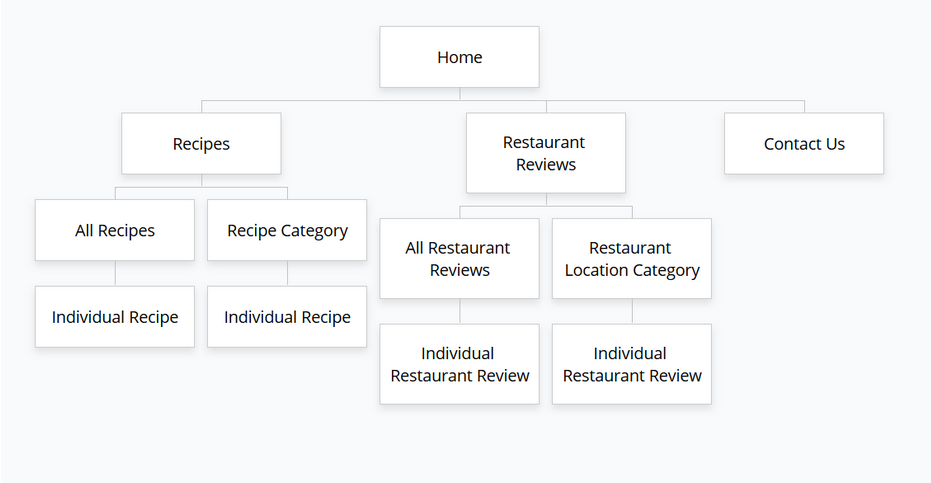 Home
Recipes
Restaurant
Reviews
Contact Us
All Recipes
Recipe Category
All Restaurant
Reviews
Restaurant
Location Category
Individual Recipe
Individual Recipe
Individual
Restaurant Review
Individual
Restaurant Review